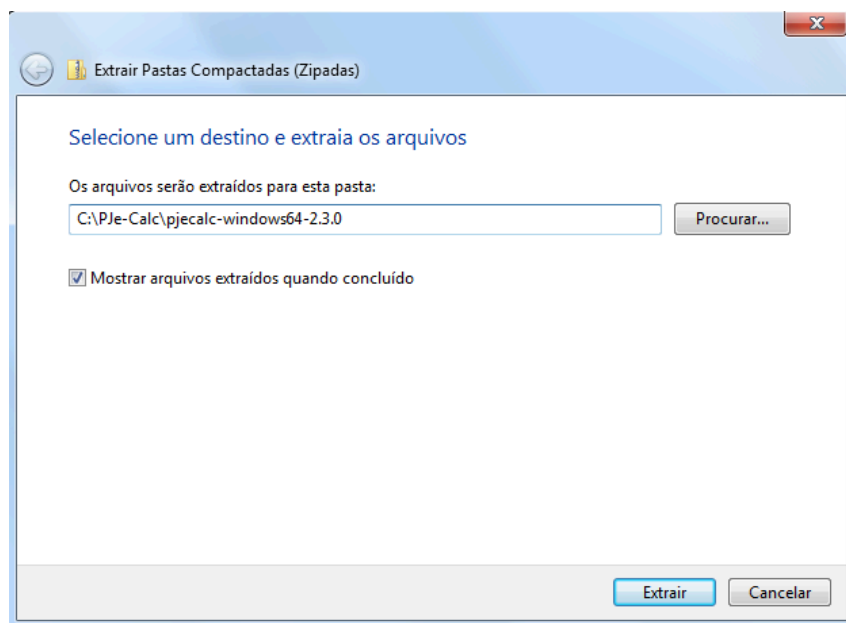 Extrair Pastas Compactadas (Zipadas)
Selecione um destino e extraia os arquivos
Os arquivos serão extraídos para esta pasta:
C:\PJe-Calc\pjecalc-windows64-2.3.0
Procurar...
Mostrar arquivos extraídos quando concluído
Extrair
Cancelar